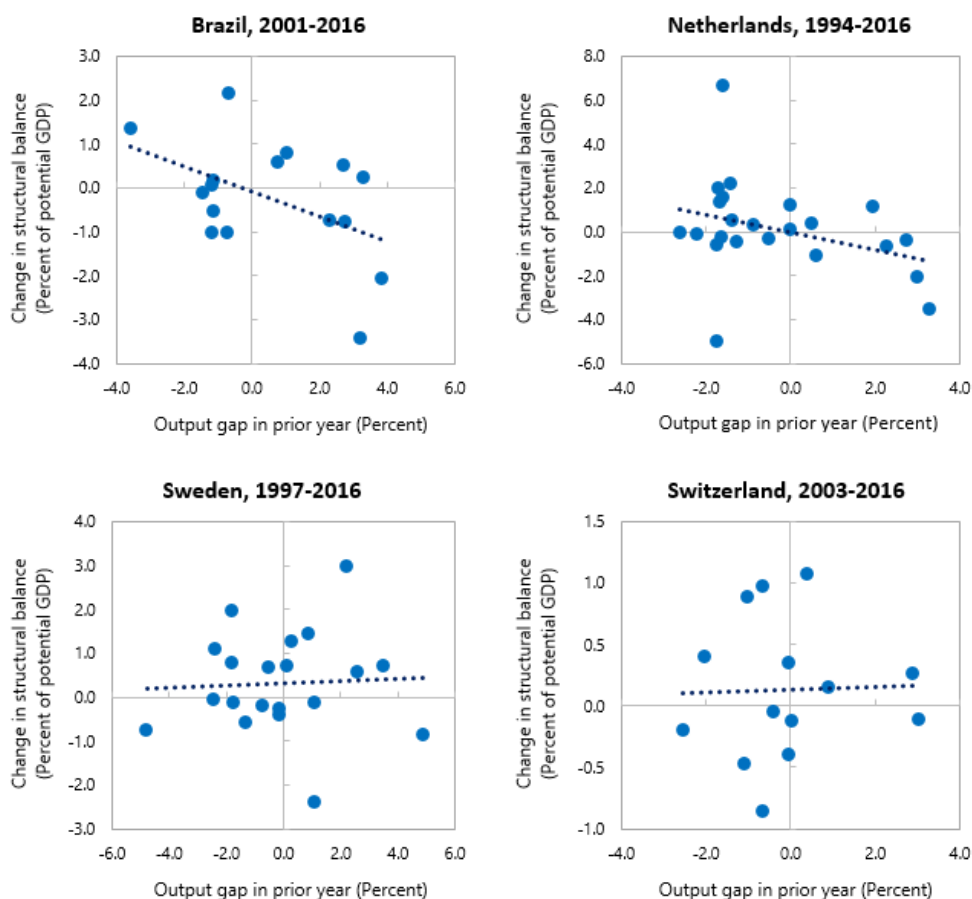 Brazil, 2001-2016
Change in structural balance
(Percent of potential GDP)
3.0
2.0
1.0
0.0
-1.0
-2.0
-3.0
-4.0
-4.0 -2.0 0.0 2.0 4.0 6.0
Output gap in prior year (Percent)
Netherlands, 1994-2016
Change in structural balance
(Percent of potential GDP)
8.0
6.0
4.0
2.0
0.0
-2.0
-4.0
-6.0
-4.0 -2.0 0.0 2.0 4.0
Output gap in prior year (Percent)
Sweden, 1997-2016
Change in structural balance
(Percent of potential GDP)
4.0
3.0
2.0
1.0
0.0
-1.0
-2.0
-3.0
-6.0 -4.0 -2.0 0.0 2.0 4.0 6.0
Output gap in prior year (Percent)
Switzerland, 2003-2016
Change in structural balance
(Percent of potential GDP)
1.5
1.0
0.5
0.0
-0.5
-1.0
-4.0 -2.0 0.0 2.0 4.0
Output gap in prior year (Percent)